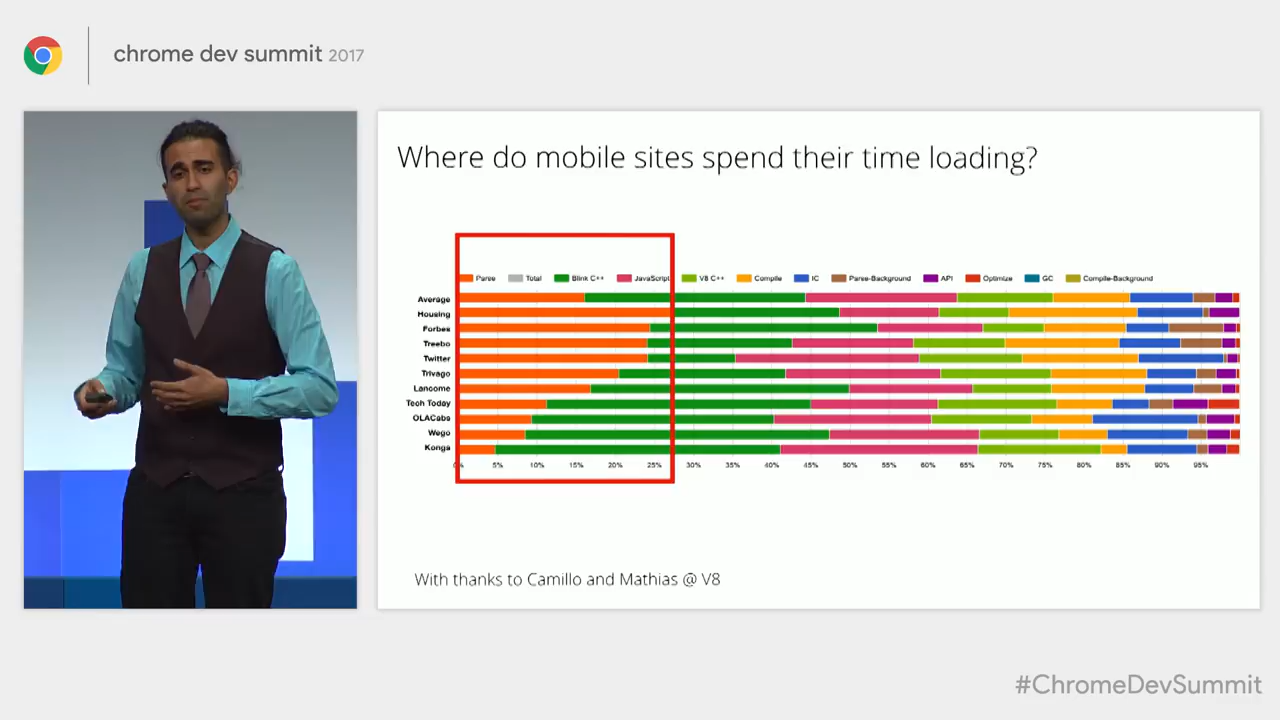 chrome dev summit 2017
Where do mobile sites spend their time loading?
Parse Total Blink C++ JavaScript V8 C++ Compile IC Parse-Background API Optimize GC Compile-Background
Average
Housing
Forbes
Treebo
Twitter
Trivago
Lancome
Tech Today
OLACabs
Wego
Konga
0% 5% 10% 15% 20% 25% 30% 35% 40% 45% 50% 55% 60% 65% 70% 75% 80% 85% 90% 95%
With thanks to Camillo and Mathias @ V8
#ChromeDevSummit